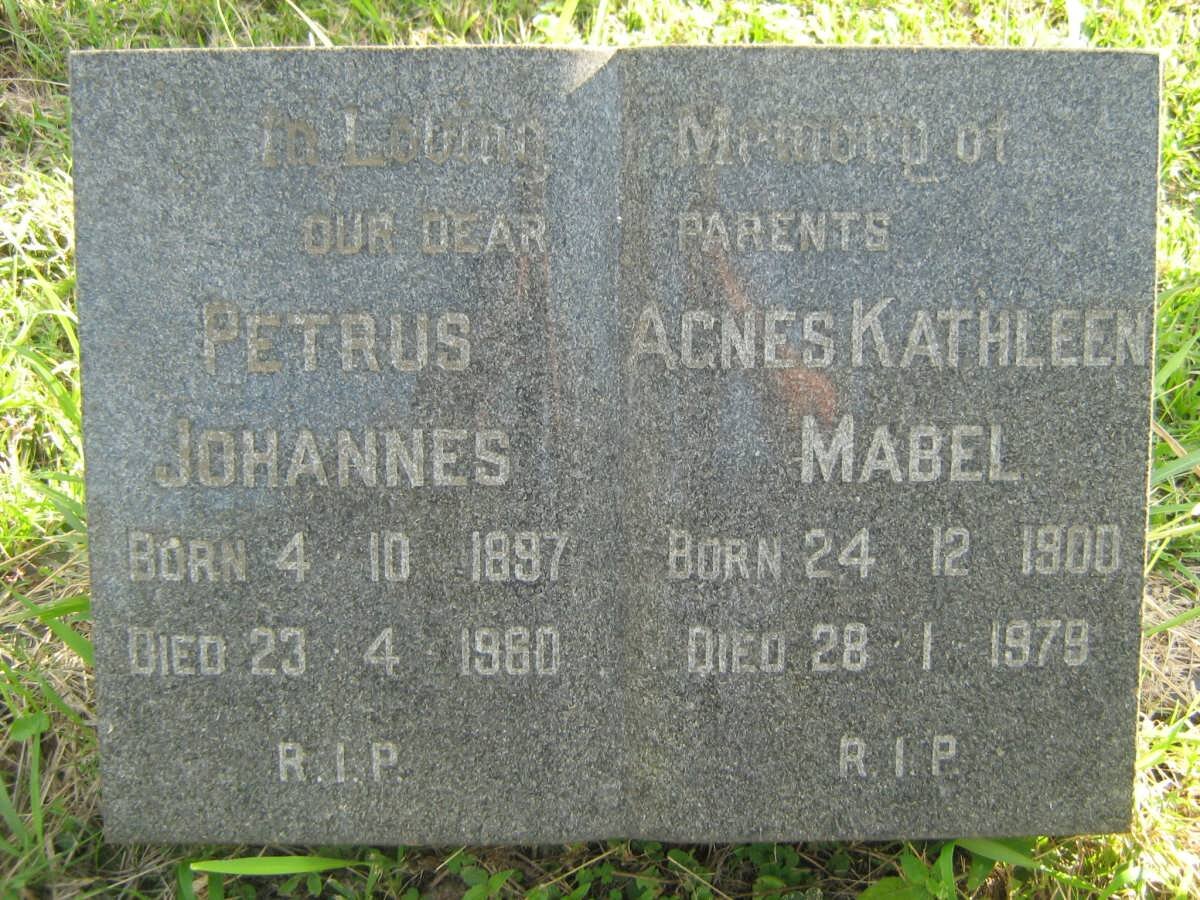 In Loving Memory of
OUR DEAR PARENTS
PETRUS
JOHANNES
BORN 4 · 10 · 1897
DIED 23 · 4 · 1960
R.I.P.
AGNES KATHLEEN
MABEL
BORN 24 · 12 · 1900
DIED 28 · 1 · 1979
R.I.P.